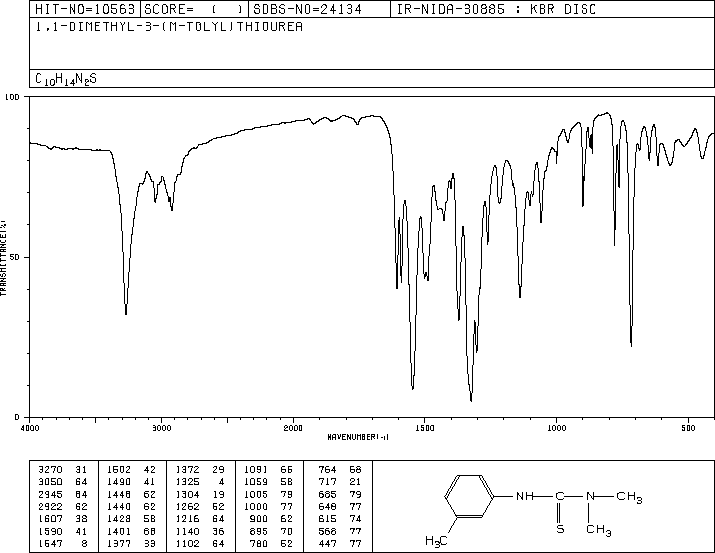 HIT-NO=10563 SCORE= ( ) SDBS-NO=24134 IR-NIDA-30885 : KBR DISC
1,1-DIMETHYL-3-(M-TOLYL)THIOUREA
C10H14N2S
100
TRANSMITTANCE(%)
50
0
4000 3000 2000 1500 1000 500
WAVENUMBER(-1)
3270 31 1502 42 1372 29 1091 66 764 68
3050 64 1490 41 1325 4 1059 58 717 21
2945 64 1448 62 1304 19 1005 79 685 79
2922 62 1440 62 1262 52 1000 77 648 77
1607 38 1428 58 1216 64 900 62 615 74
1590 41 1401 68 1140 36 895 70 568 77
1547 8 1377 39 1102 64 780 52 447 77
NH C N CH3
S CH3
H3C